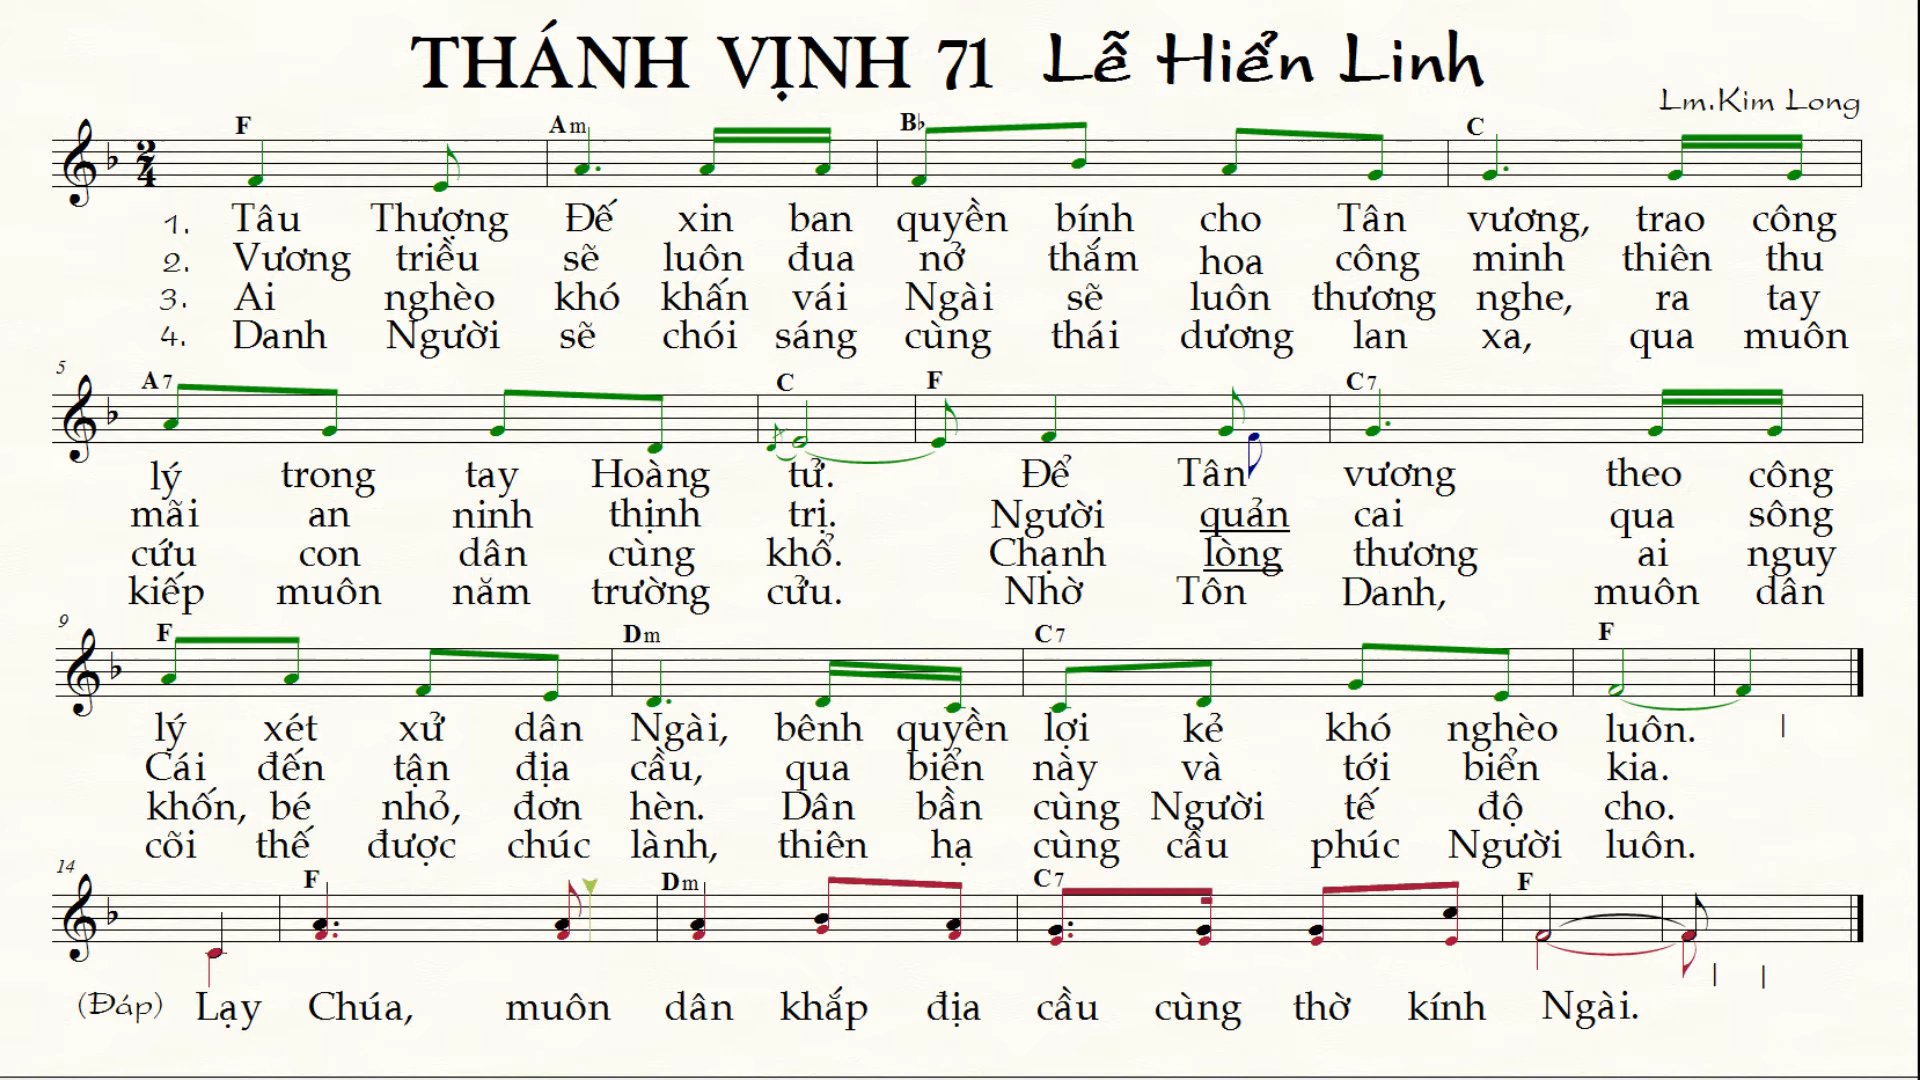 THÁNH VỊNH 71 Lễ Hiển Linh
Lm.Kim Long
F Am B♭ C
2
4
1. Tâu Thượng Đế xin ban quyền bính cho Tân vương, trao công
2. Vương triều sẽ luôn đua nở thắm hoa công minh thiên thu
3. Ai nghèo khó khấn vái Ngài sẽ luôn thương nghe, ra tay
4. Danh Người sẽ chói sáng cùng thái dương lan xa, qua muôn
5
A7 C F C7
lý trong tay Hoàng tử. Để Tân vương theo công
mãi an ninh thịnh trị. Người quản cai qua sông
cứu con dân cùng khổ. Chạnh lòng thương ai nguy
kiếp muôn năm trường cửu. Nhờ Tôn Danh, muôn dân
9
F Dm C7 F
lý xét xử dân Ngài, bênh quyền lợi kẻ khó nghèo luôn.
Cái đến tận địa cầu, qua biển này và tới biển kia.
khốn, bé nhỏ, đơn hèn. Dân bần cùng Người tế độ cho.
cõi thế được chúc lành, thiên hạ cùng cầu phúc Người luôn.
14
F Dm C7 F
(Đáp) Lạy Chúa, muôn dân khắp địa cầu cùng thờ kính Ngài.